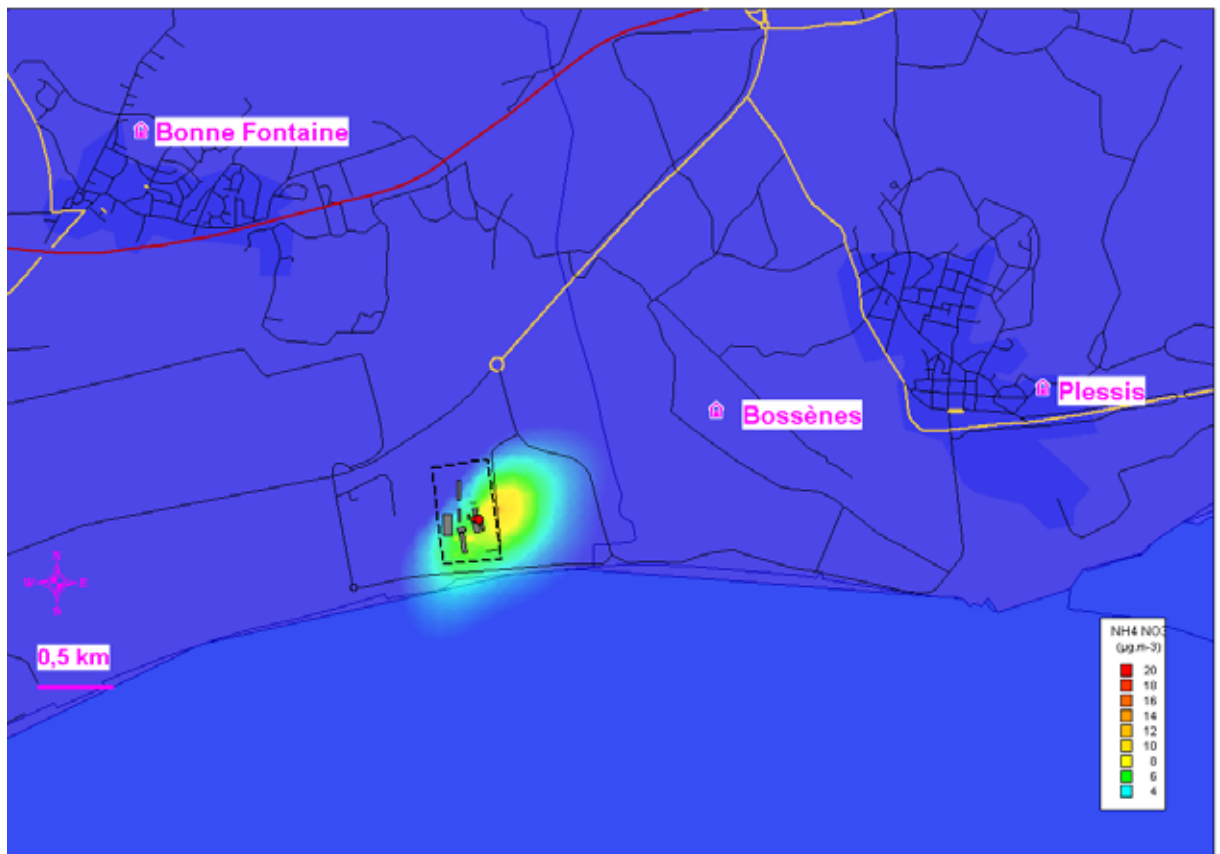 Bonne Fontaine
Plessis
Bossènes
N
W E
S
0,5 km
NH4 NO3
(µg.m-3)
20
18
16
14
12
10
8
6
4